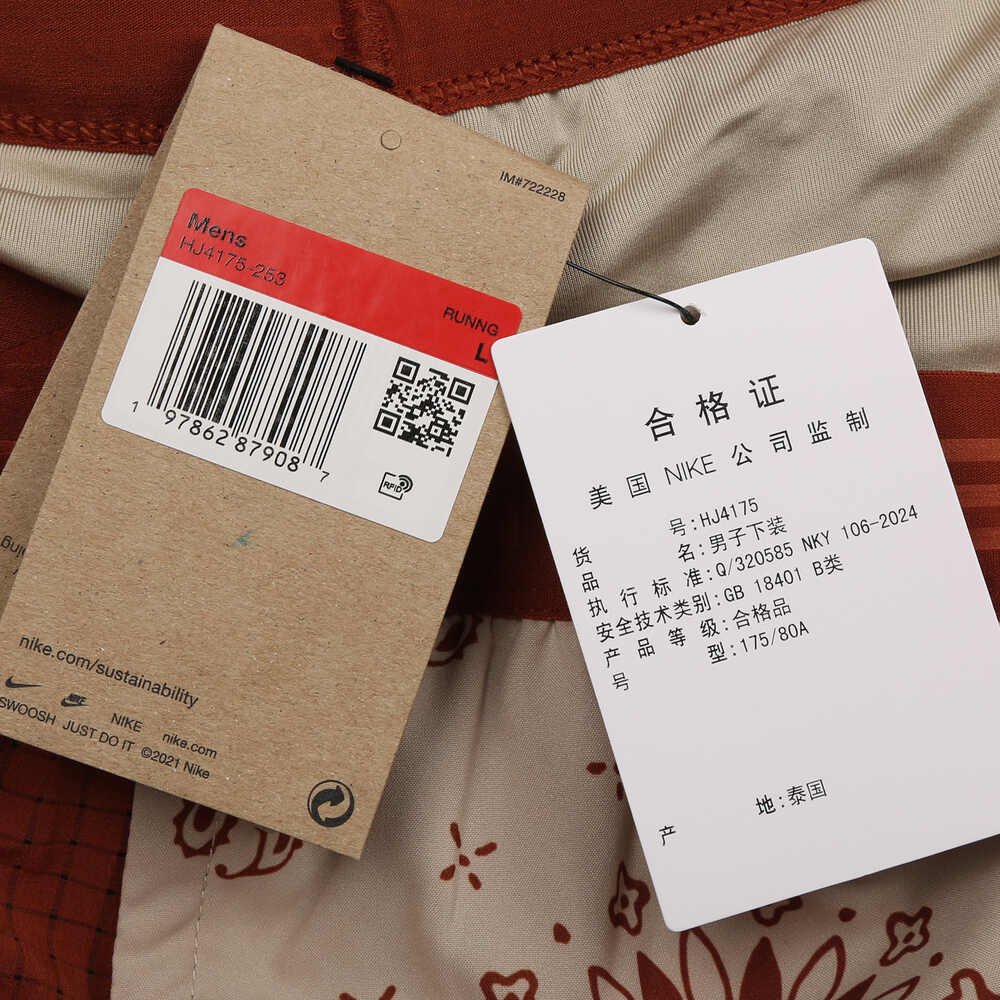 IM#722228
Mens
HJ4175-253
RUNNG
L
1 97862 87908 7
RFID
nike.com/sustainability
SWOOSH JUST DO IT NIKE nike.com
©2021 Nike
合格证
美国 NIKE 公司监制
货号:HJ4175
品名:男子下装
执行标准:Q/320585 NKY 106-2024
安全技术类别:GB 18401 B类
产品等级:合格品
号型:175/80A
产地:泰国